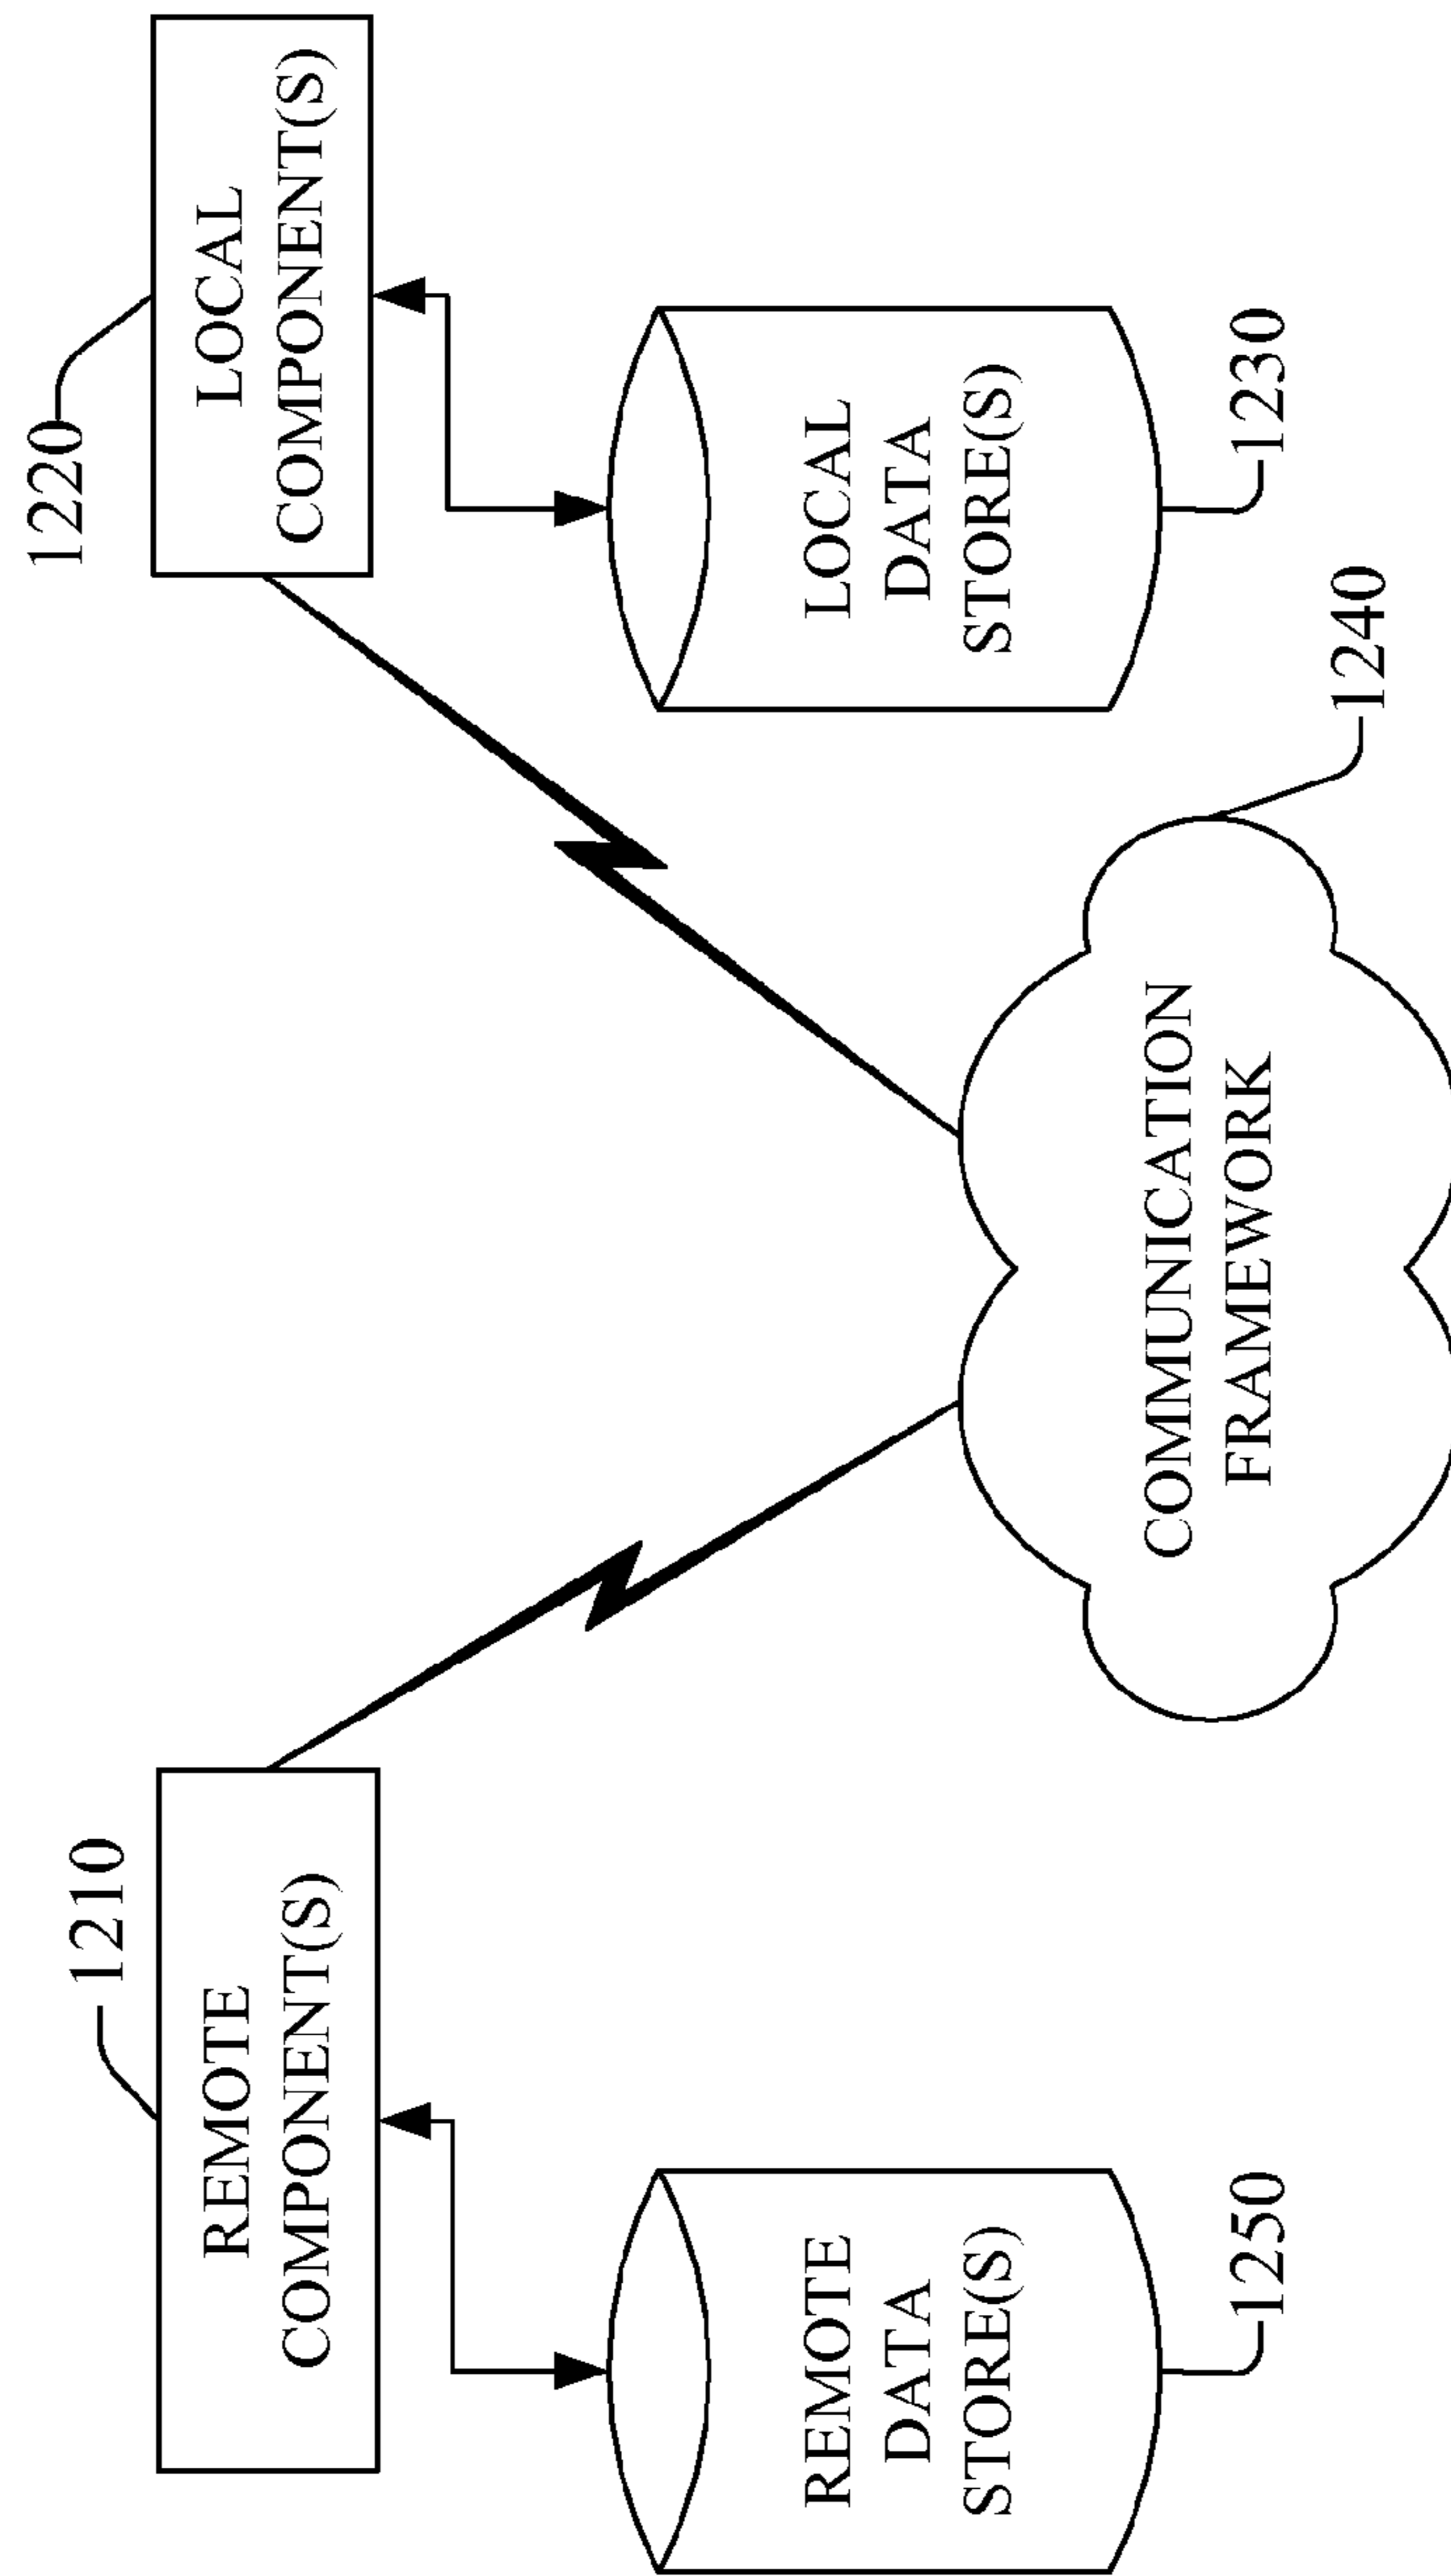 1210
REMOTE
COMPONENT(S)
1220
LOCAL
COMPONENT(S)
REMOTE
DATA
STORE(S)
1250
COMMUNICATION
FRAMEWORK
1240
LOCAL
DATA
STORE(S)
1230